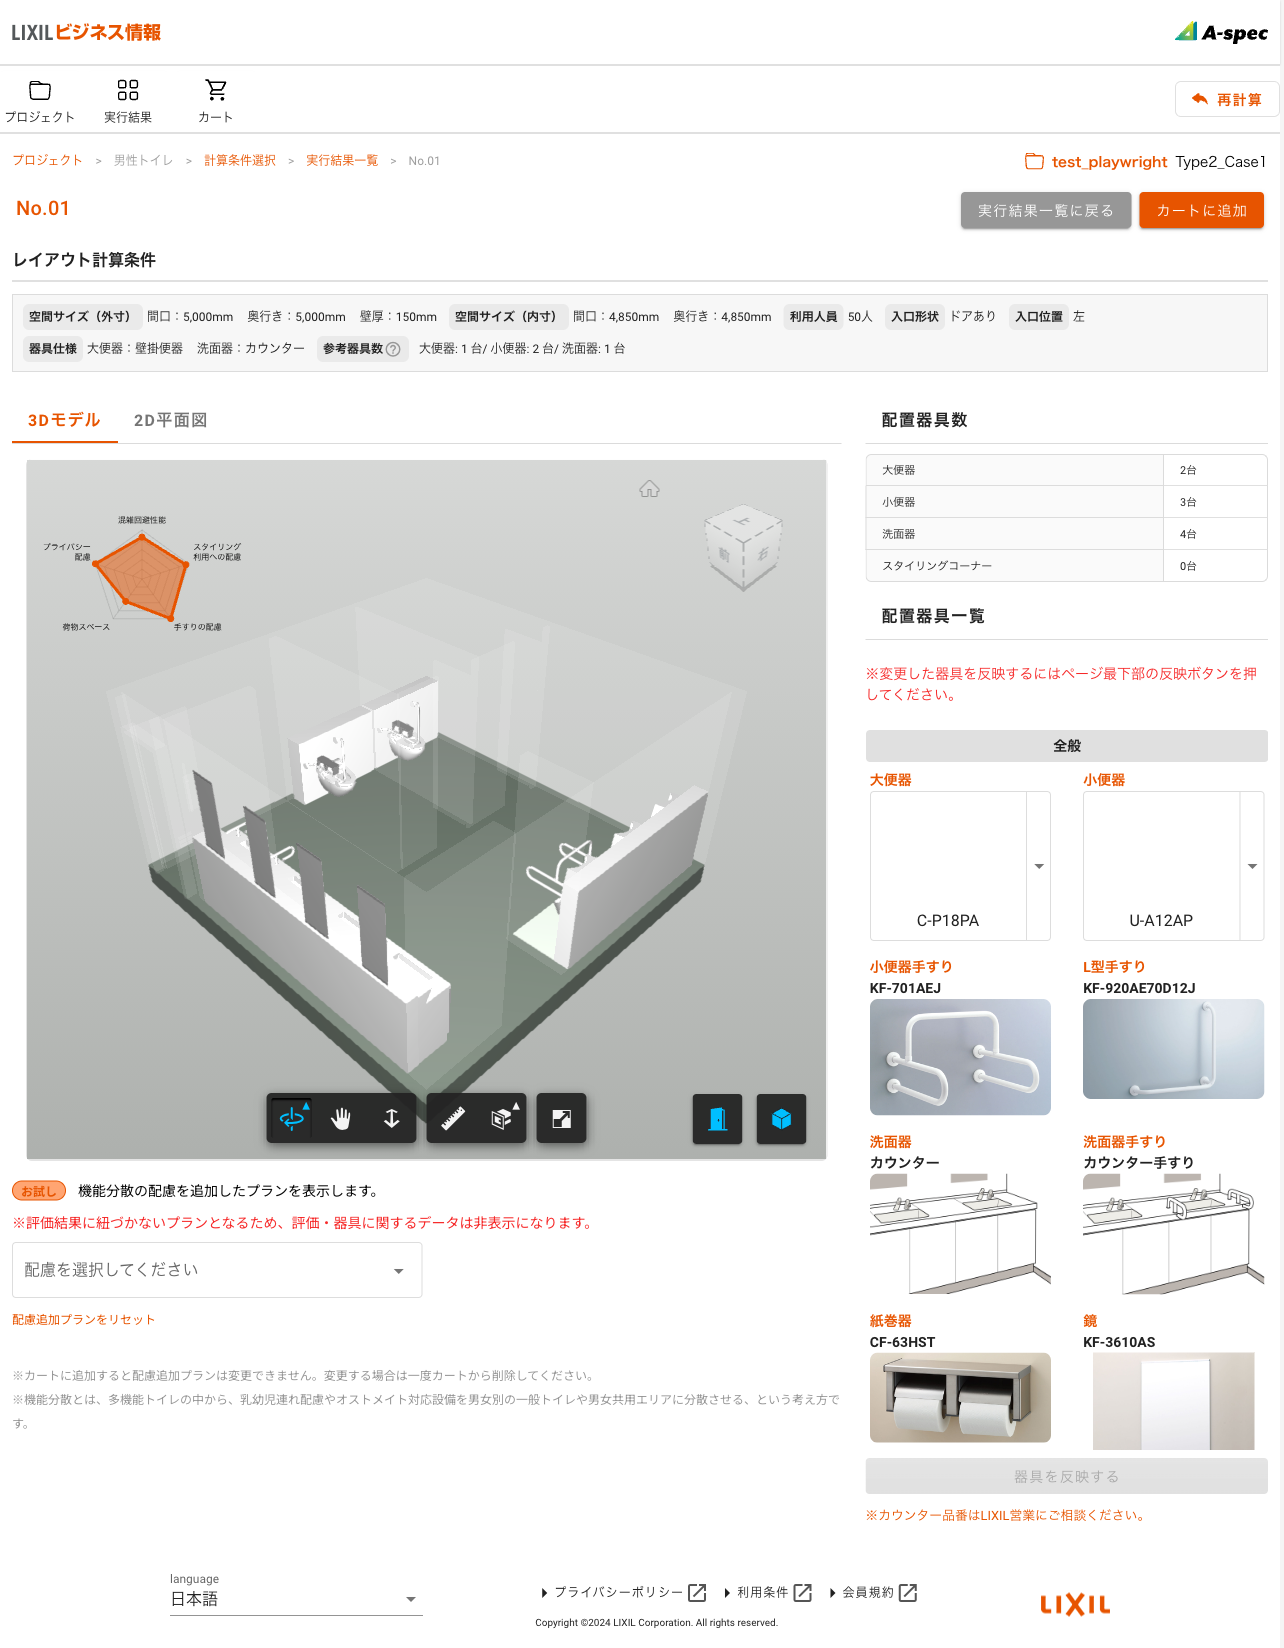 LIXILビジネス情報
A-spec
プロジェクト
実行結果
カート
再計算
プロジェクト > 男性トイレ > 計算条件選択 > 実行結果一覧 > No.01
test_playwright Type2_Case1
No.01
実行結果一覧に戻る
カートに追加
レイアウト計算条件
空間サイズ（外寸） 間口：5,000mm 奥行き：5,000mm 壁厚：150mm 空間サイズ（内寸） 間口：4,850mm 奥行き：4,850mm 利用人員 50人 入口形状 ドアあり 入口位置 左
器具仕様 大便器：壁掛便器 洗面器：カウンター 参考器具数 大便器: 1 台/ 小便器: 2 台/ 洗面器: 1 台
3Dモデル
2D平面図
混雑回避性能
プライバシー
配慮
スタイリング
利用への配慮
荷物スペース
手すりの配慮
上
前
右
お試し 機能分散の配慮を追加したプランを表示します。
※評価結果に紐づかないプランとなるため、評価・器具に関するデータは非表示になります。
配慮を選択してください
配慮追加プランをリセット
※カートに追加すると配慮追加プランは変更できません。変更する場合は一度カートから削除してください。
※機能分散とは、多機能トイレの中から、乳幼児連れ配慮やオストメイト対応設備を男女別の一般トイレや男女共用エリアに分散させる、という考え方で
す。
配置器具数
大便器 2台
小便器 3台
洗面器 4台
スタイリングコーナー 0台
配置器具一覧
※変更した器具を反映するにはページ最下部の反映ボタンを押
してください。
全般
大便器
C-P18PA
小便器
U-A12AP
小便器手すり
KF-701AEJ
L型手すり
KF-920AE70D12J
洗面器
カウンター
洗面器手すり
カウンター手すり
紙巻器
CF-63HST
鏡
KF-3610AS
器具を反映する
※カウンター品番はLIXIL営業にご相談ください。
language
日本語
プライバシーポリシー
利用条件
会員規約
Copyright ©2024 LIXIL Corporation. All rights reserved.
LIXIL